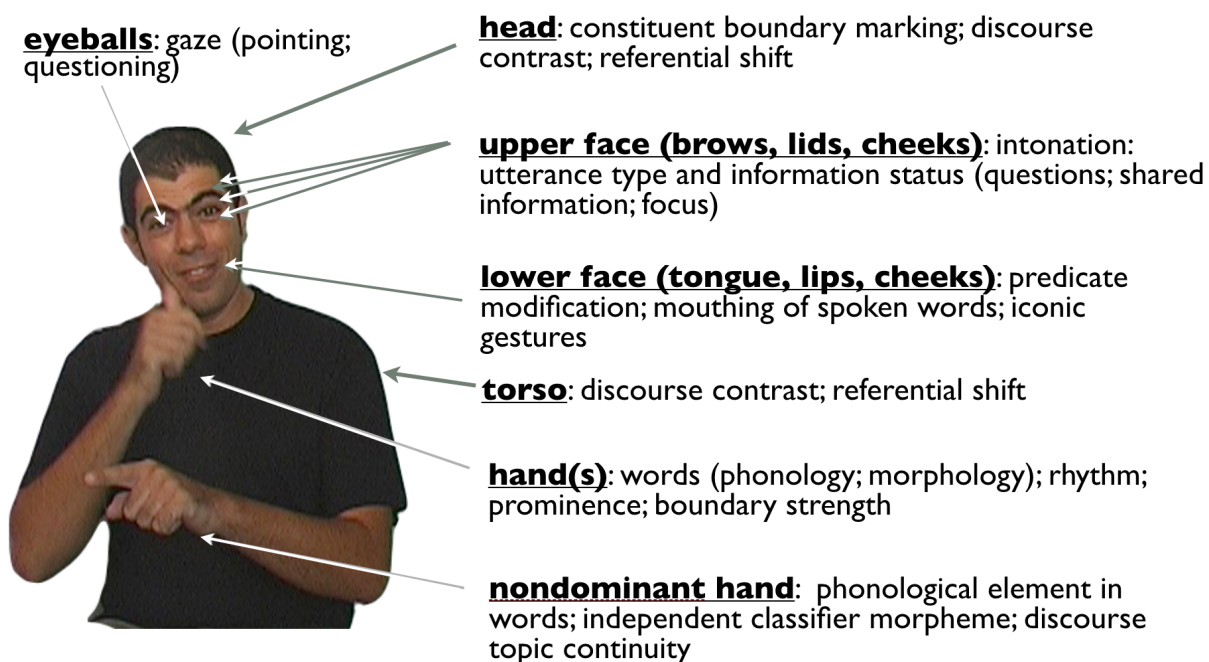 eyeballs: gaze (pointing;
questioning)
head: constituent boundary marking; discourse
contrast; referential shift
upper face (brows, lids, cheeks): intonation:
utterance type and information status (questions; shared
information; focus)
lower face (tongue, lips, cheeks): predicate
modification; mouthing of spoken words; iconic
gestures
torso: discourse contrast; referential shift
hand(s): words (phonology; morphology); rhythm;
prominence; boundary strength
nondominant hand: phonological element in
words; independent classifier morpheme; discourse
topic continuity